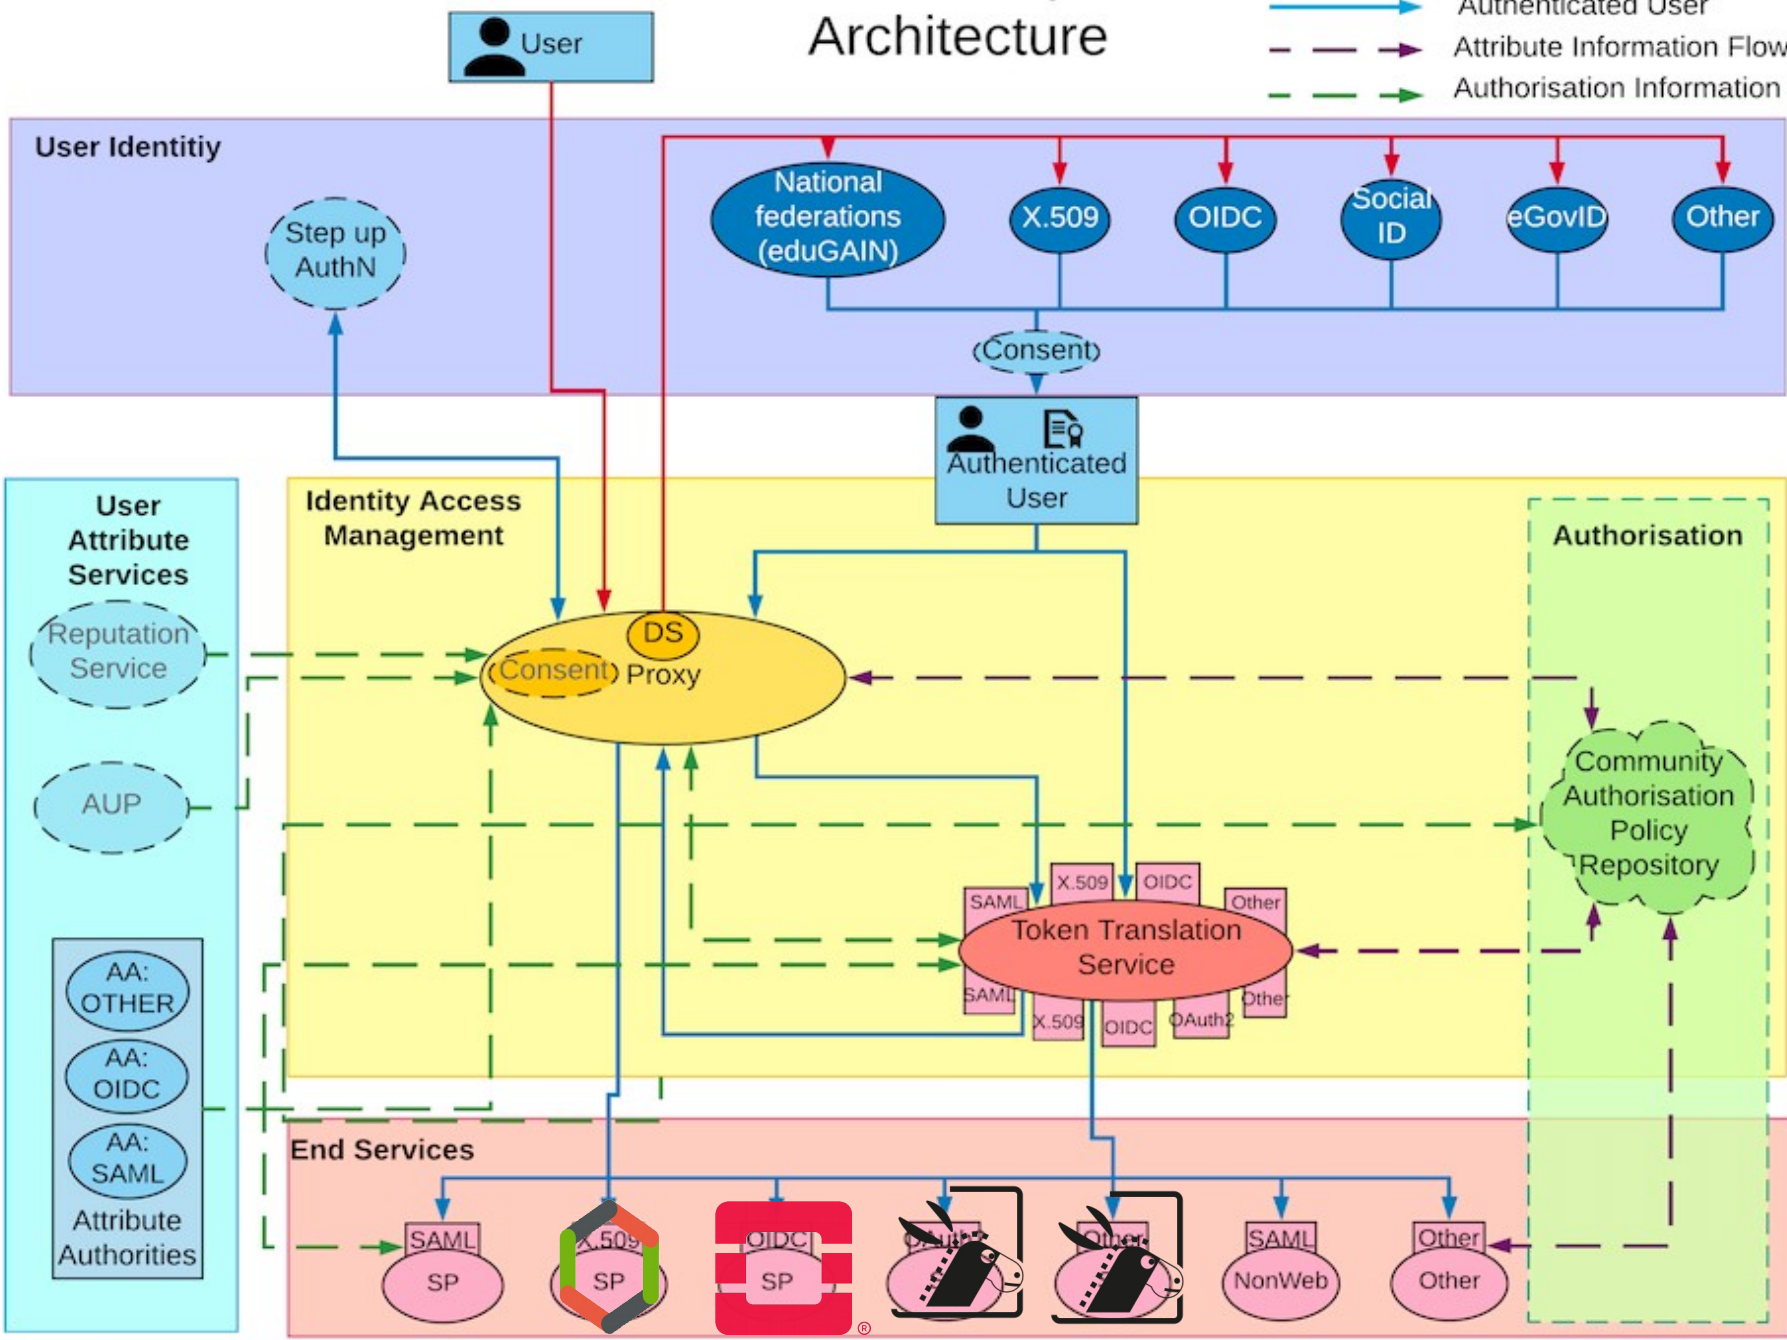 Architecture
Authenticated User
Attribute Information Flow
Authorisation Information
User
User Identitiy
National
federations
(eduGAIN)
X.509
OIDC
Social
ID
eGovID
Other
Step up
AuthN
Consent
Authenticated
User
User
Attribute
Services
Identity Access
Management
Authorisation
Reputation
Service
DS
Consent
Proxy
AUP
Community
Authorisation
Policy
Repository
SAML
X.509
OIDC
Other
Token Translation
Service
SAML
X.509
OIDC
OAuth2
Other
AA:
OTHER
AA:
OIDC
AA:
SAML
Attribute
Authorities
End Services
SAML
X.509
OIDC
OAuth2
Other
SAML
Other
SP
SP
SP
NonWeb
Other
®